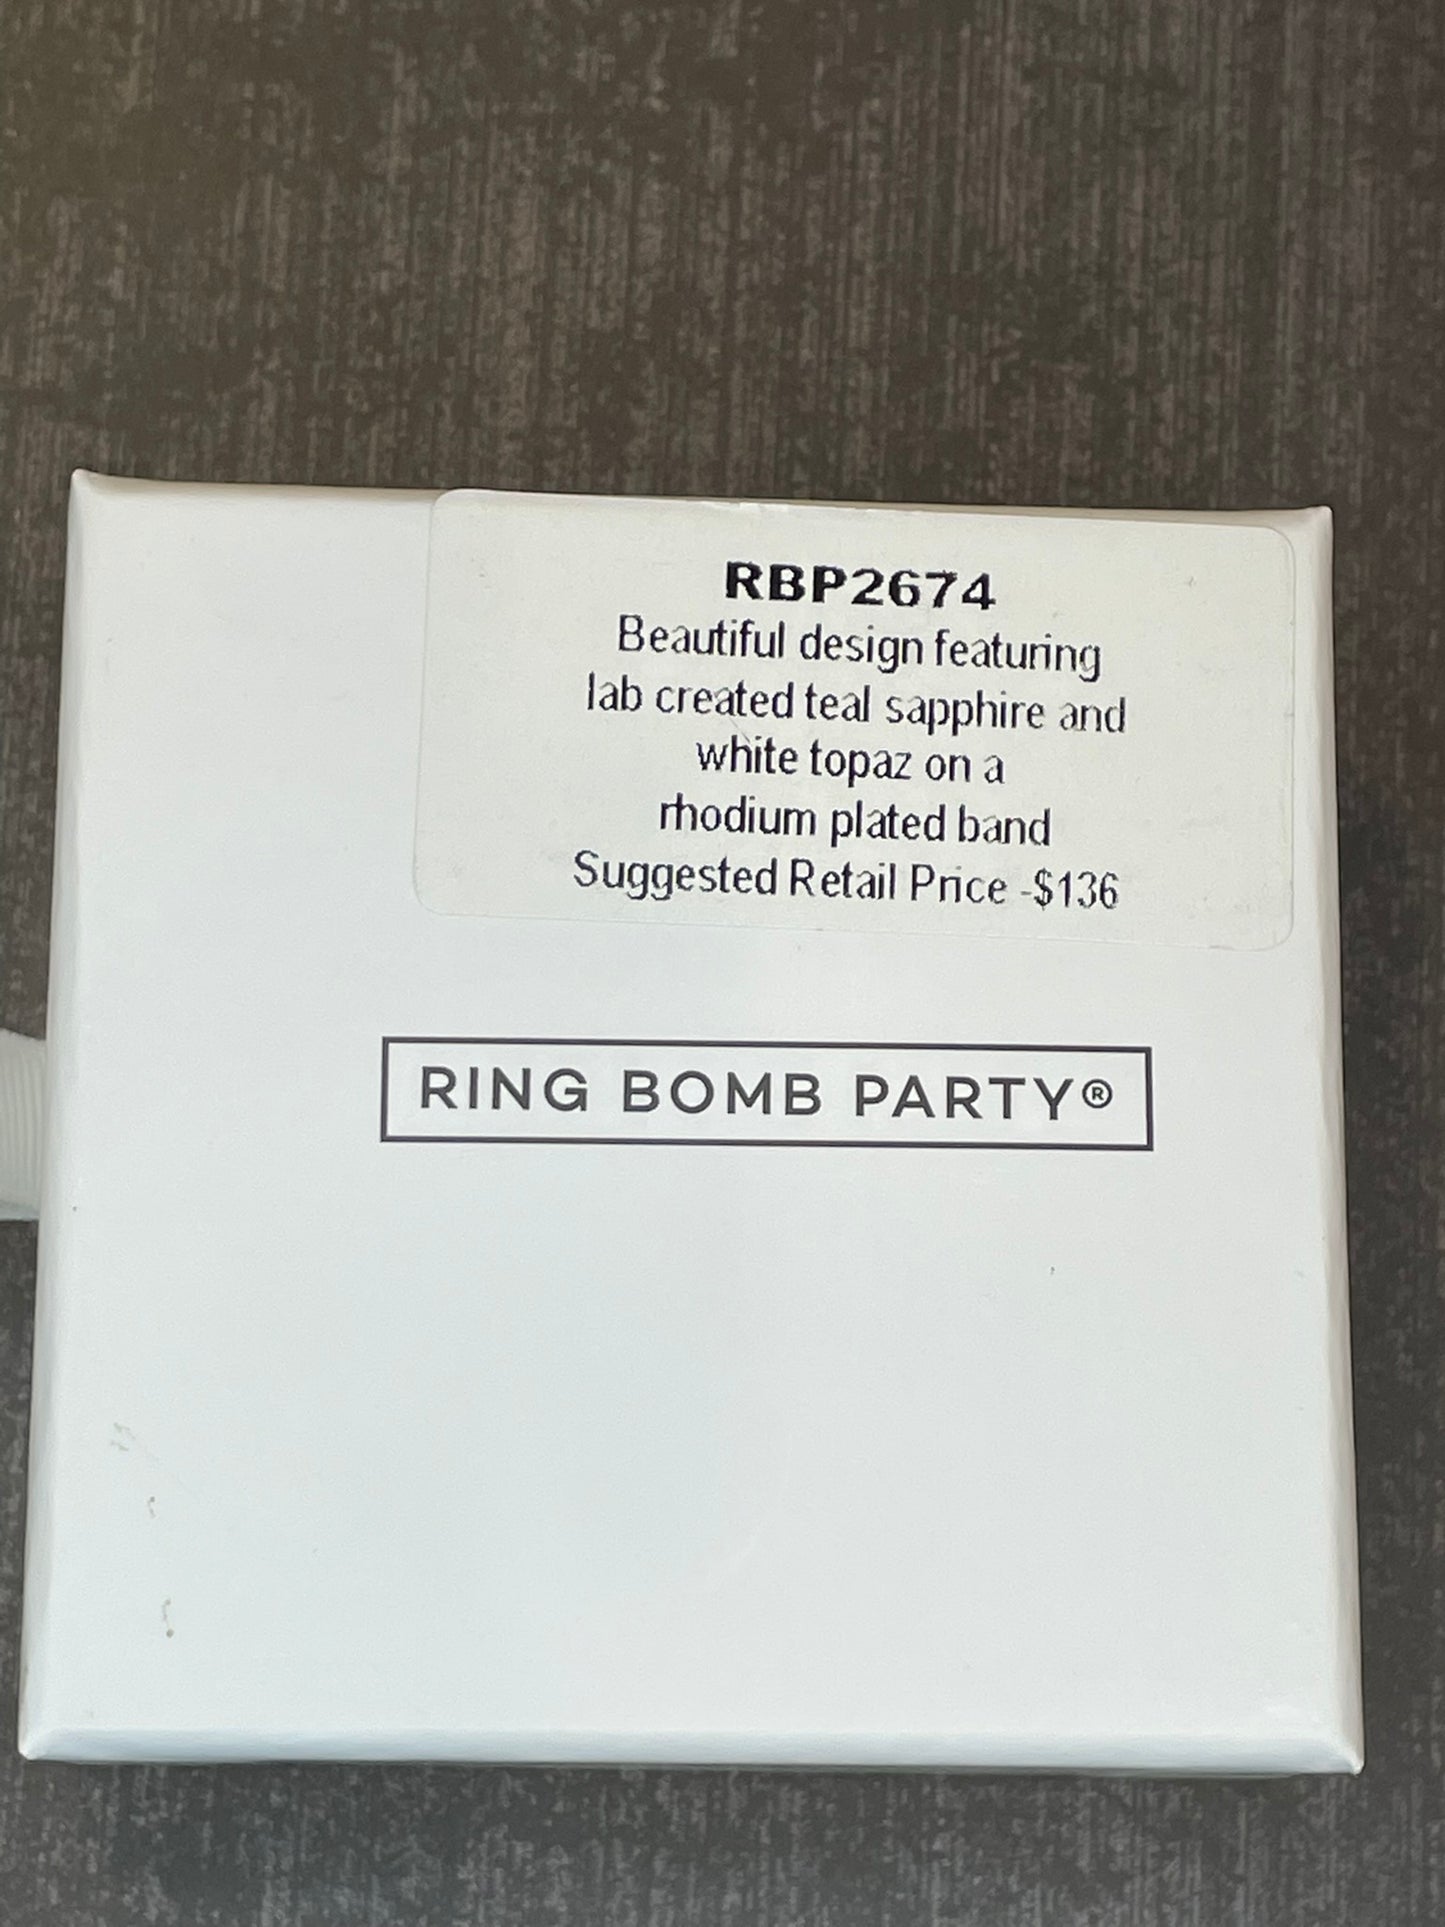 RBP2674
Beautiful design featuring
lab created teal sapphire and
white topaz on a
rhodium plated band
Suggested Retail Price -$136
RING BOMB PARTY®